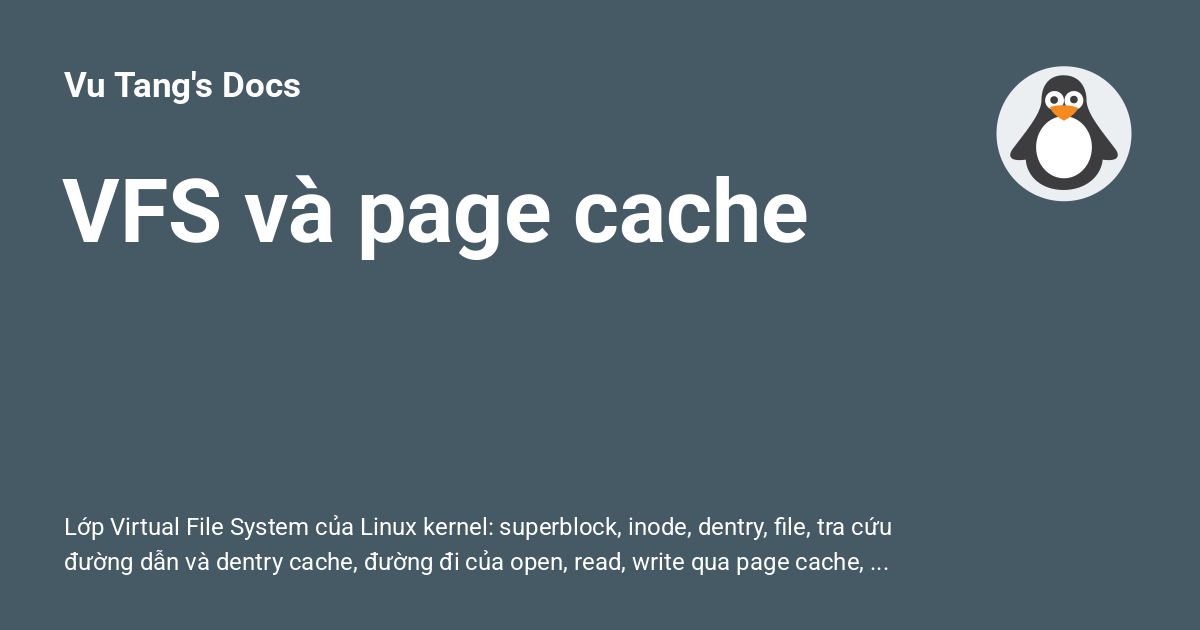 Vu Tang's Docs
VFS và page cache
Lớp Virtual File System của Linux kernel: superblock, inode, dentry, file, tra cứu
đường dẫn và dentry cache, đường đi của open, read, write qua page cache, ...